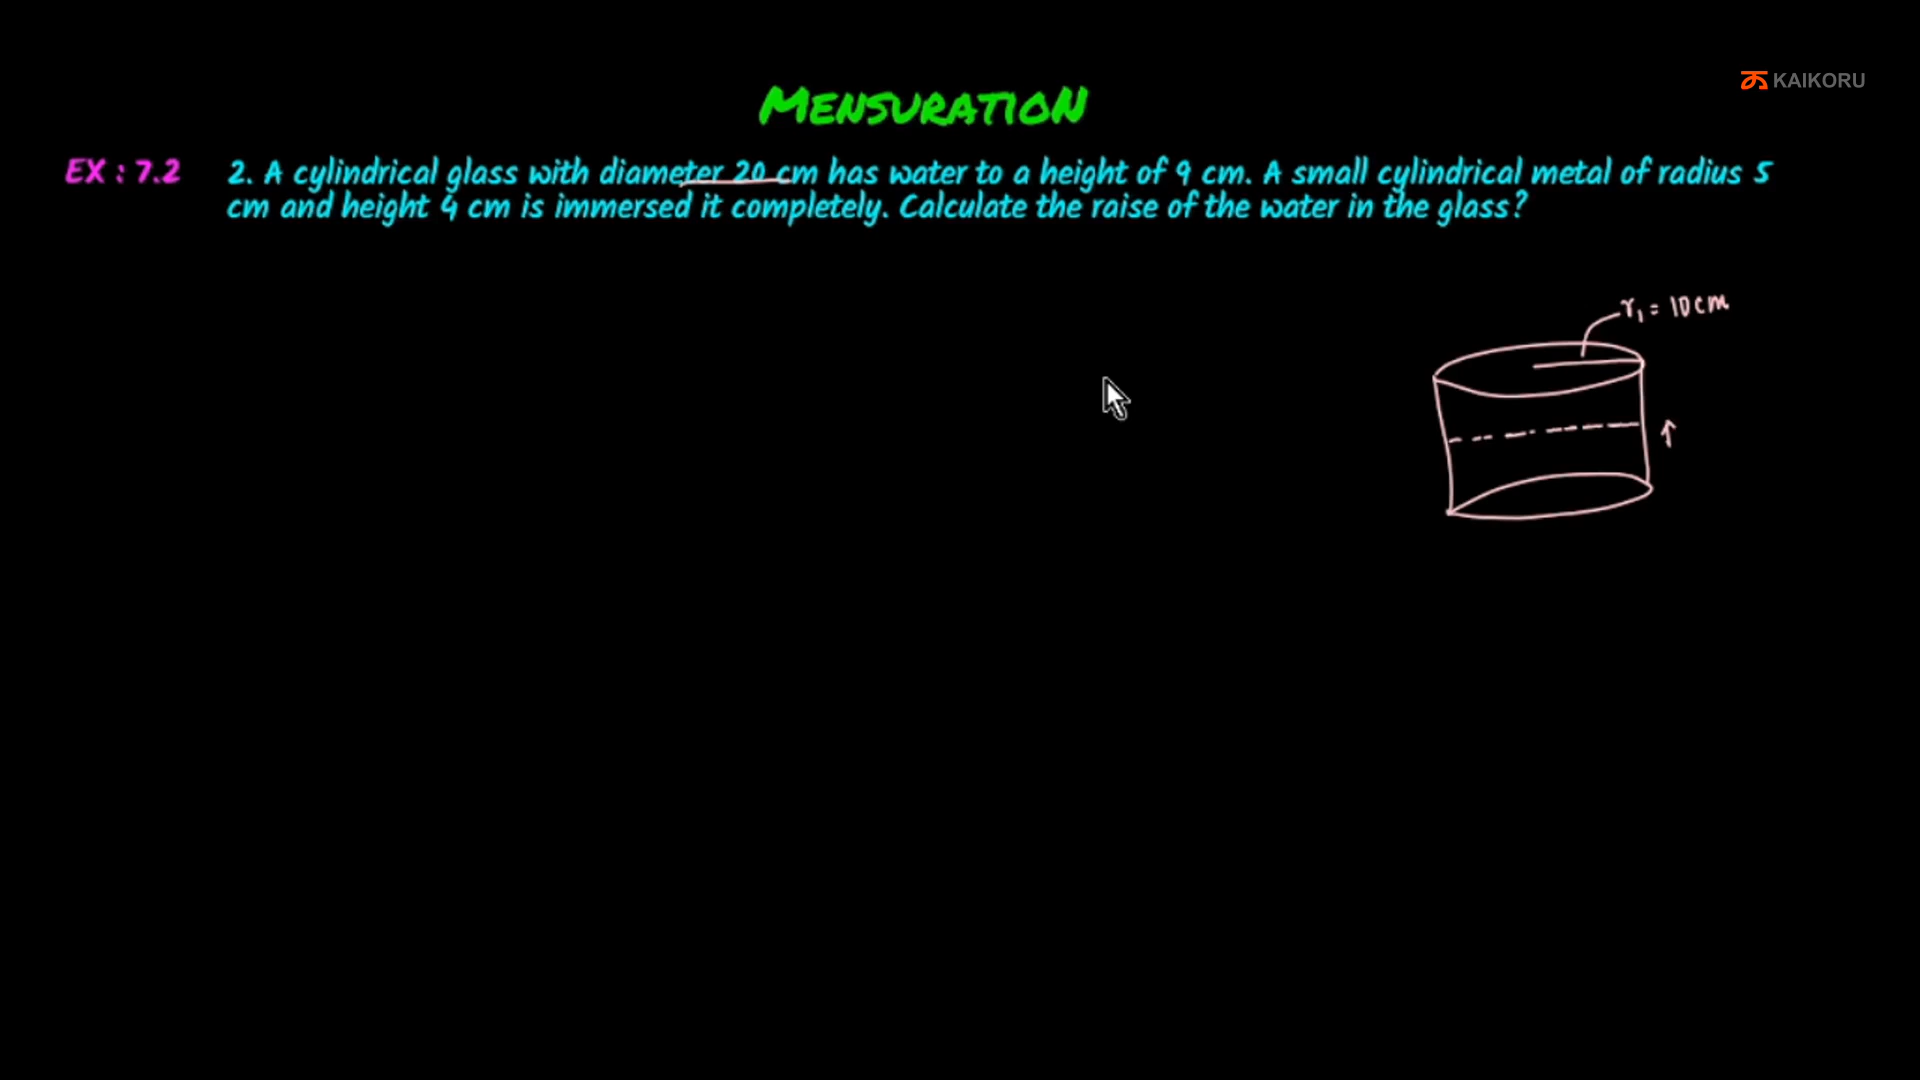 KAIKORU
MENSURATION
EX : 7.2 2. A cylindrical glass with diameter 20 cm has water to a height of 9 cm. A small cylindrical metal of radius 5
cm and height 4 cm is immersed it completely. Calculate the raise of the water in the glass?
r₁ = 10cm